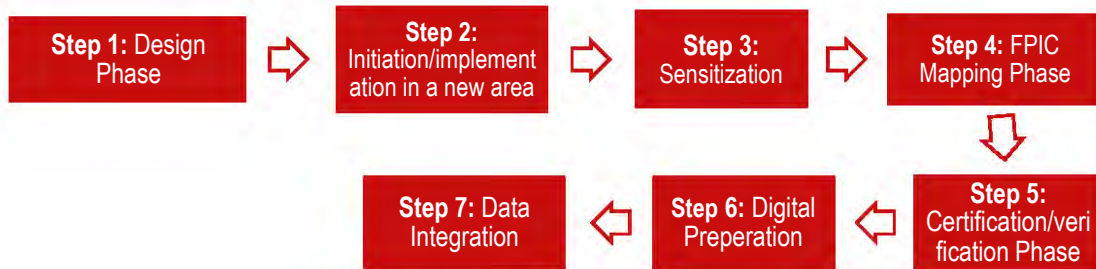 Step 1: Design
Phase
Step 2:
Initiation/implement
ation in a new area
Step 3:
Sensitization
Step 4: FPIC
Mapping Phase
Step 5:
Certification/veri
fication Phase
Step 6: Digital
Preperation
Step 7: Data
Integration